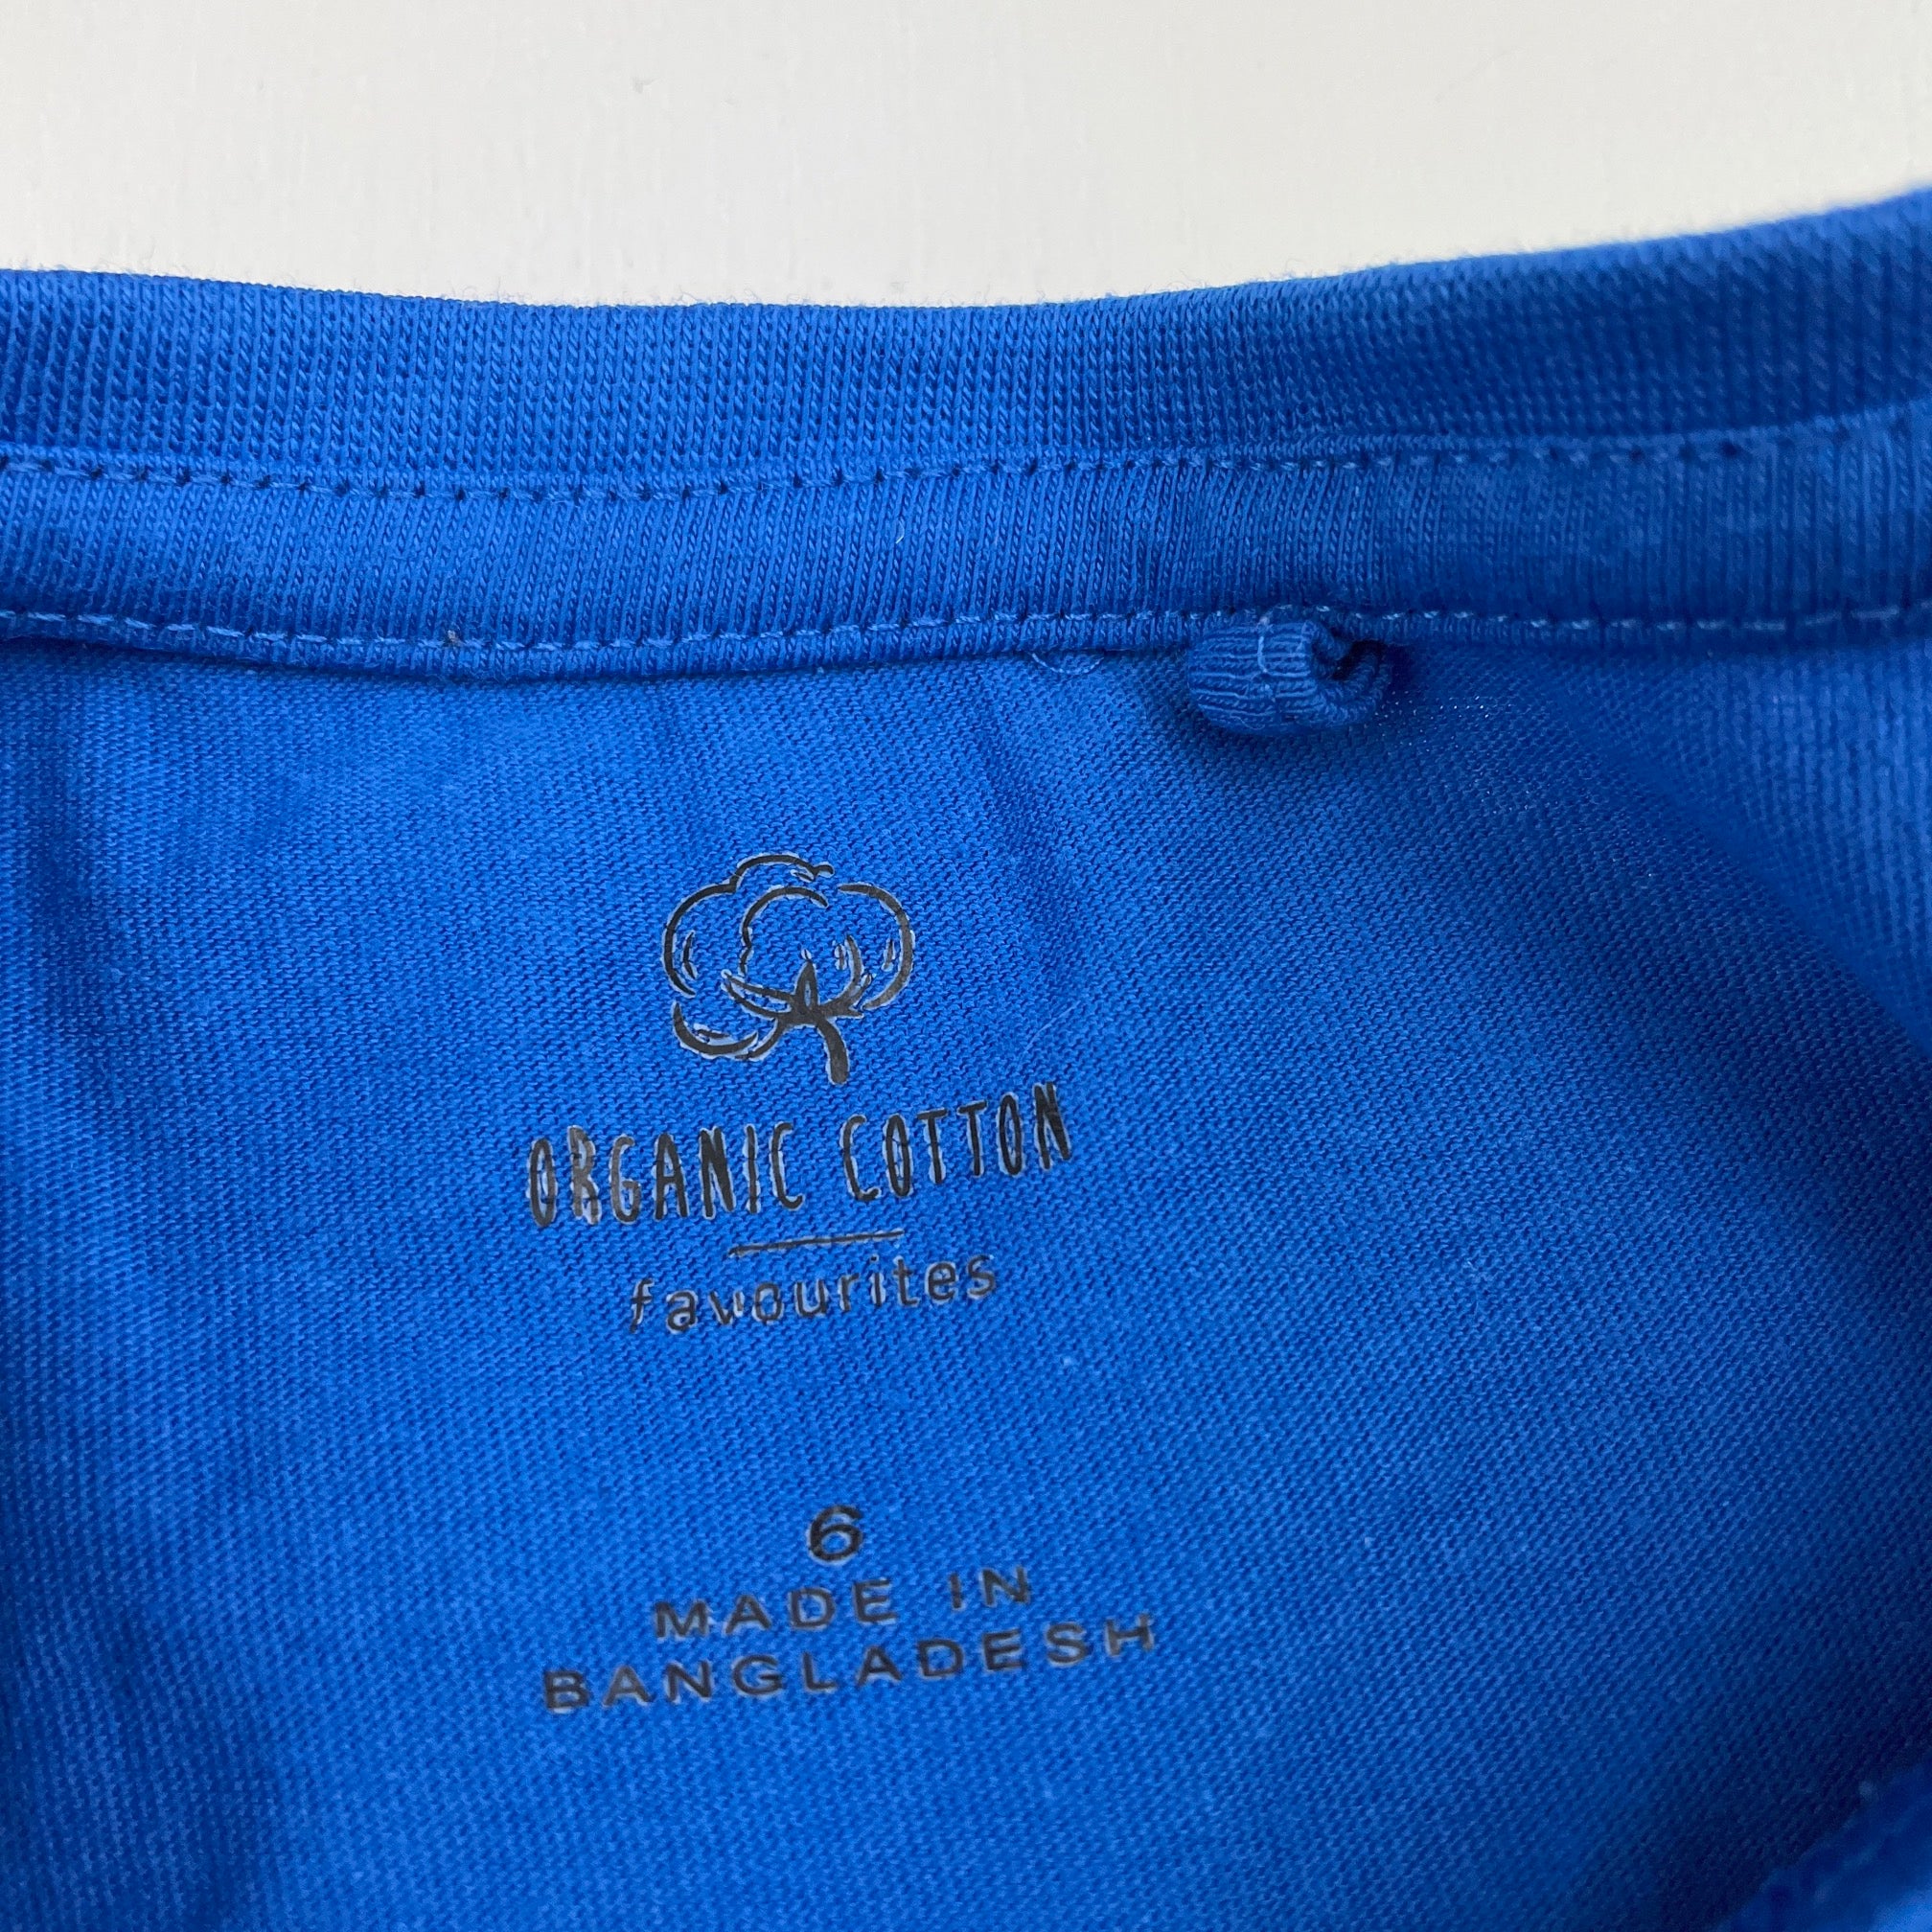 ORGANIC COTTON
favourites
6
MADE IN
BANGLADESH